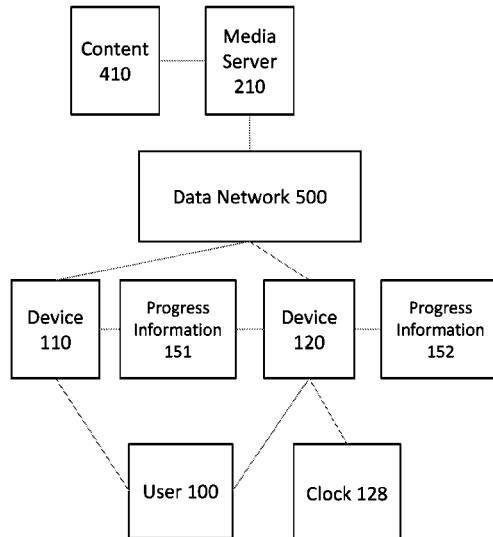 Content
410
Media
Server
210
Data Network 500
Device
110
Progress
Information
151
Device
120
Progress
Information
152
User 100
Clock 128